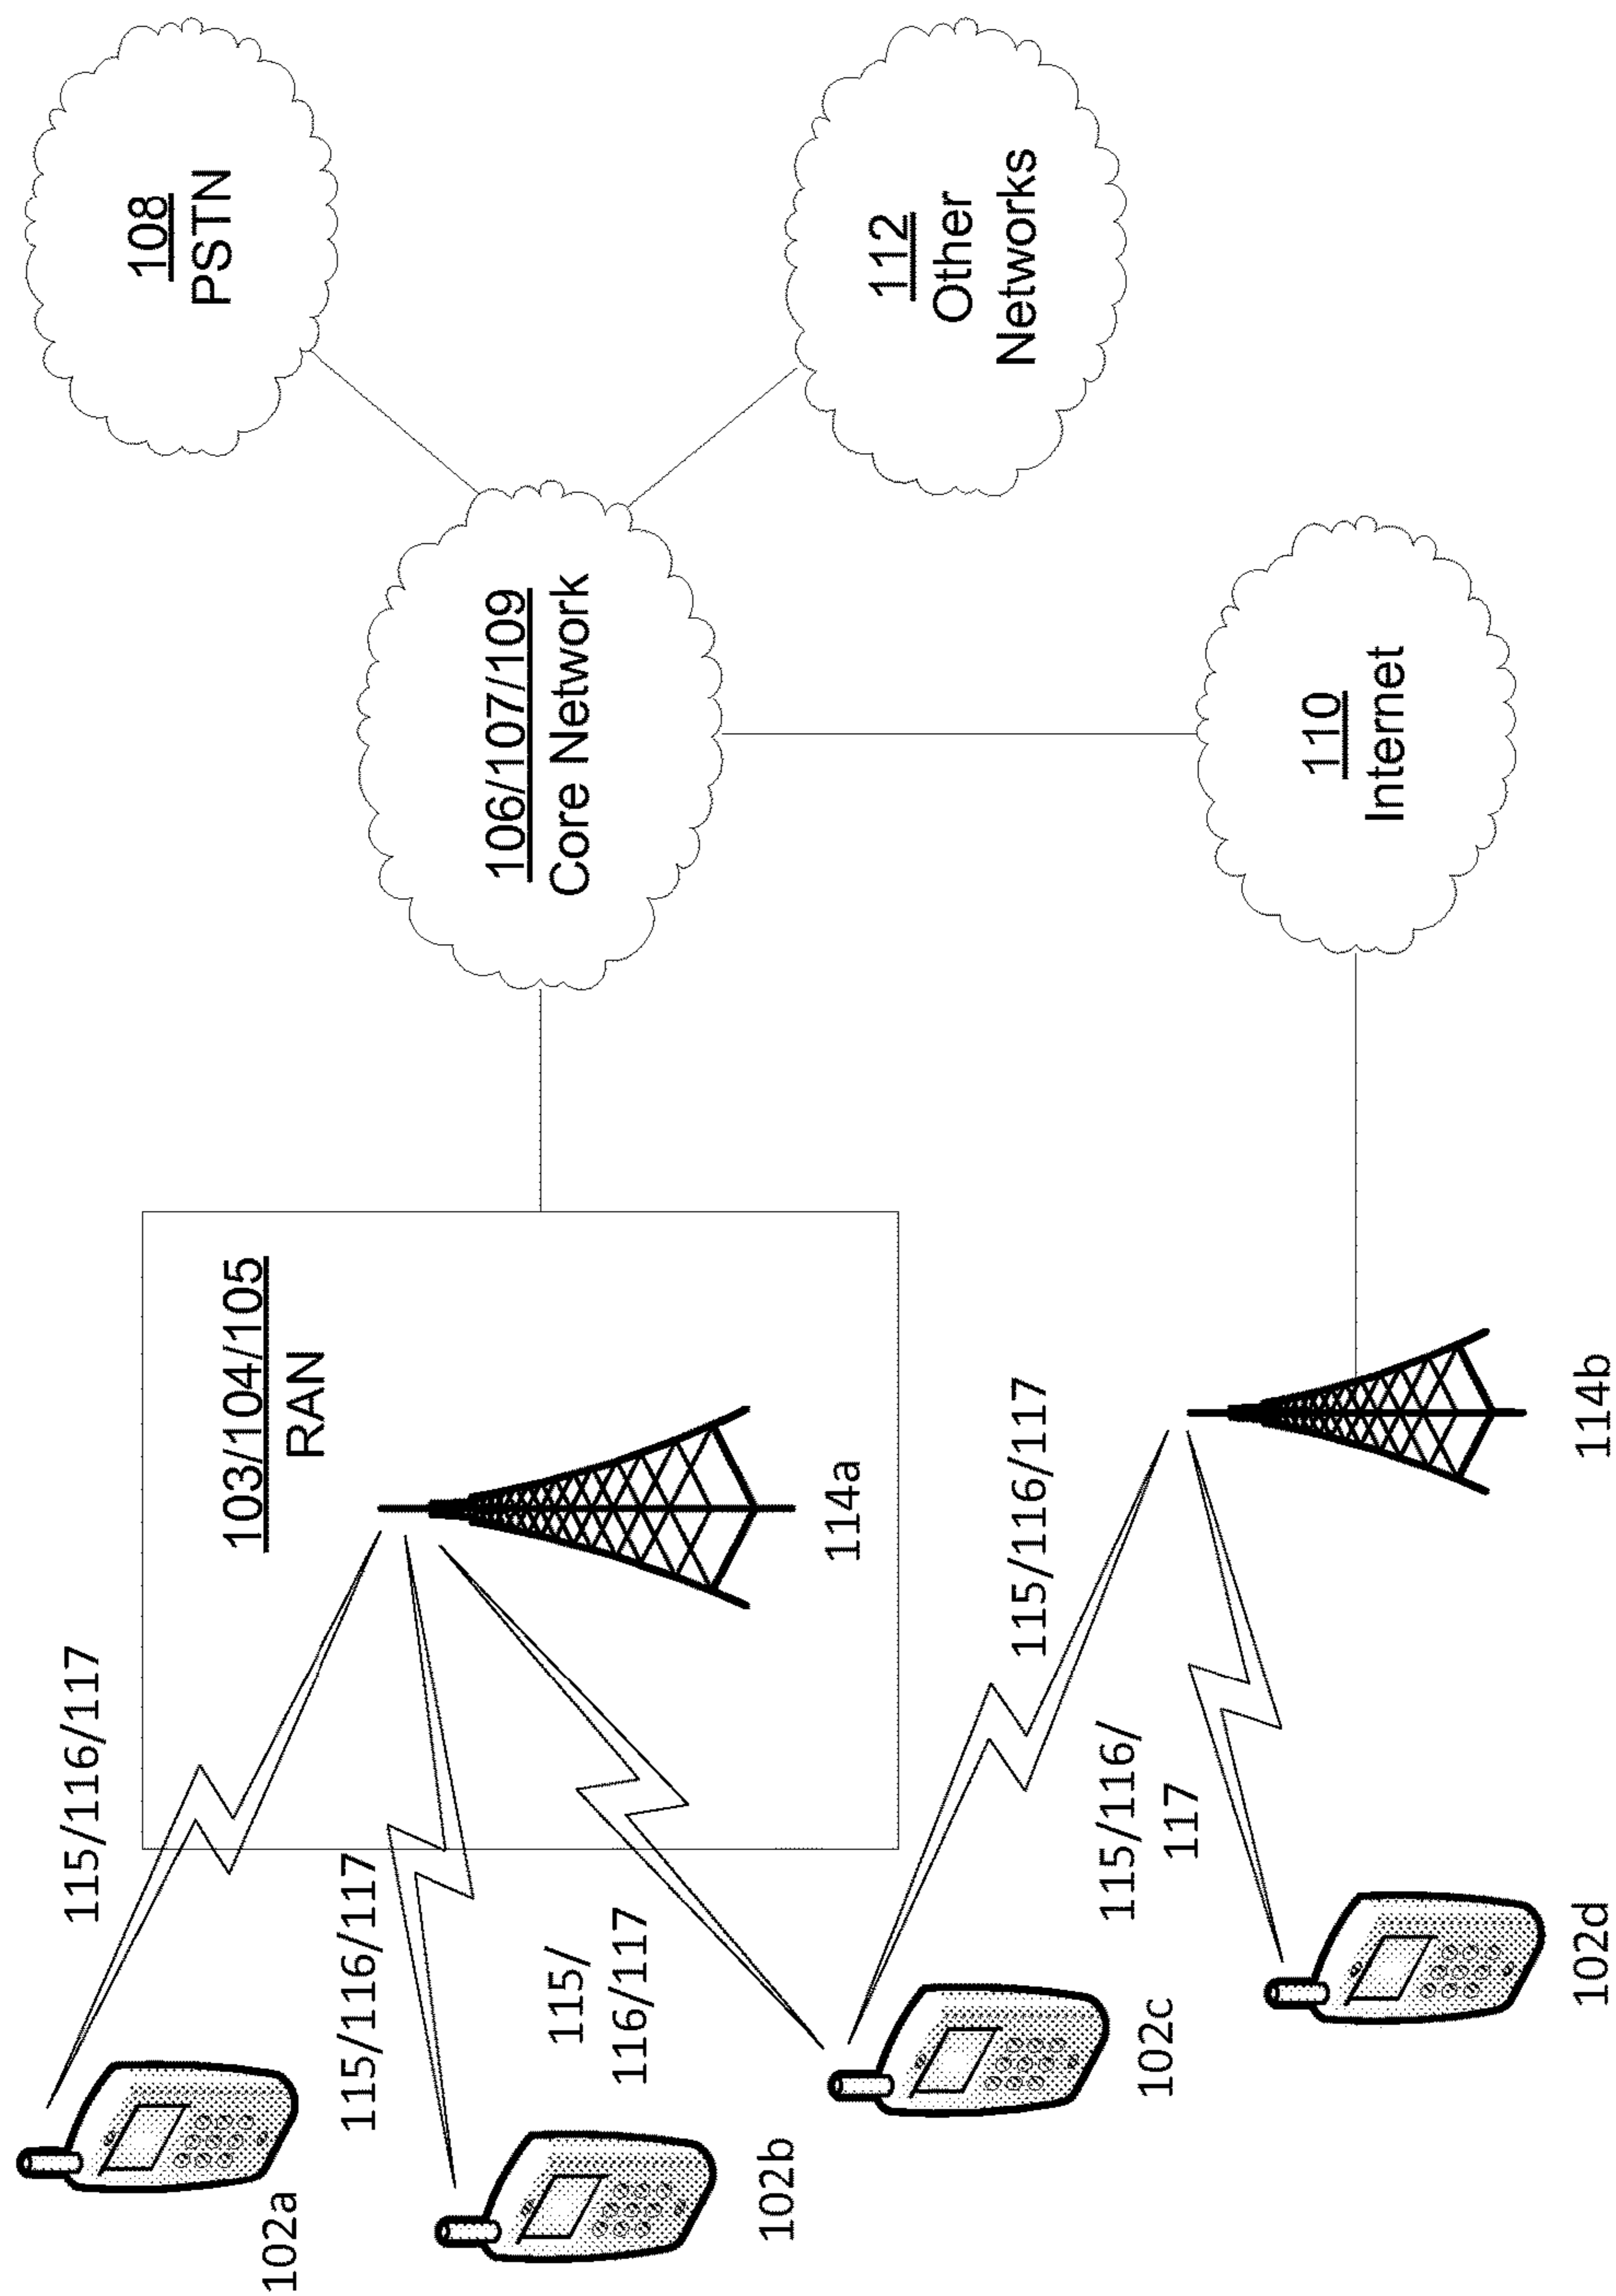 102a
115/116/117
102b
115/116/117
115/
116/117
102c
115/116/117
115/116/
117
102d
103/104/105
RAN
114a
114b
106/107/109
Core Network
108
PSTN
112
Other
Networks
110
Internet